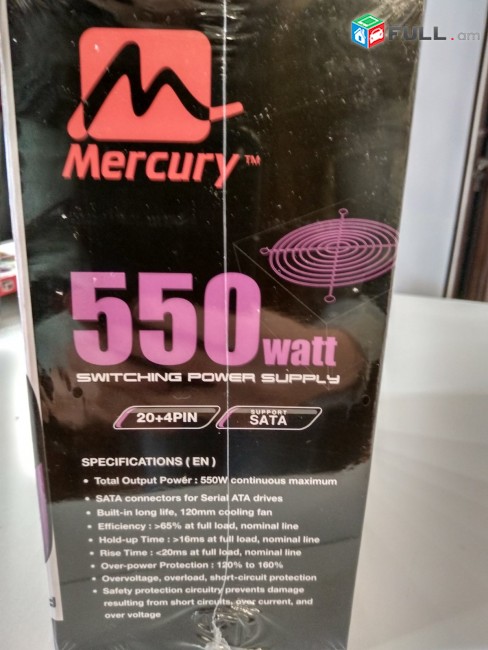 FULL.am
Mercury™
550 watt
SWITCHING POWER SUPPLY
20+4PIN
SUPPORT
SATA
SPECIFICATIONS ( EN )
• Total Output Power : 550W continuous maximum
• SATA connectors for Serial ATA drives
• Built-in long life, 120mm cooling fan
• Efficiency : >65% at full load, nominal line
• Hold-up Time : >16ms at full load, nominal line
• Rise Time : <20ms at full load, nominal line
• Over-power Protection : 120% to 160%
• Overvoltage, overload, short-circuit protection
• Safety protection circuitry prevents damage
resulting from short circuits, over current, and
over voltage